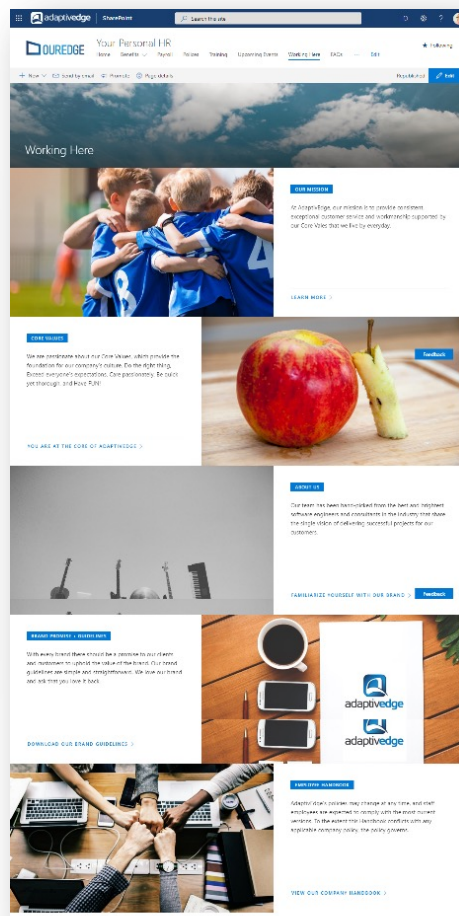 adaptivedge SharePoint Search this site
OUREDGE
Your Personal HR
Home Benefits Payroll Policies Training Upcoming Events Working Here FAQs ... Edit
Following
+ New Send by email Promote Page details Republished Edit
Working Here
OUR MISSION
At AdaptivEdge, our mission is to provide consistent
exceptional customer service and workmanship supported by
our Core Vales that we live by everyday.
LEARN MORE >
CORE VALUES
We are passionate about our Core Values, which provide the
foundation for our company's culture. Do the right thing,
Exceed everyone's expectations, Care passionately, Be quick
yet thorough, and Have FUN!
Feedback
YOU ARE AT THE CORE OF ADAPTIVEDGE >
ABOUT US
Our team has been hand-picked from the best and brightest
software engineers and consultants in the industry that share
the single vision of delivering successful projects for our
customers.
FAMILIARIZE YOURSELF WITH OUR BRAND >
Feedback
BRAND PROMISE + GUIDELINES
With every brand there should be a promise to our clients
and customers to uphold the value of the brand. Our brand
guidelines are simple and straightforward. We love our brand
and ask that you love it back.
adaptivedge
adaptivedge
DOWNLOAD OUR BRAND GUIDELINES >
EMPLOYEE HANDBOOK
AdaptivEdge's policies may change at any time, and staff
employees are expected to comply with the most current
versions. To the extent this Handbook conflicts with any
applicable company policy, the policy governs.
VIEW OUR COMPANY HANDBOOK >